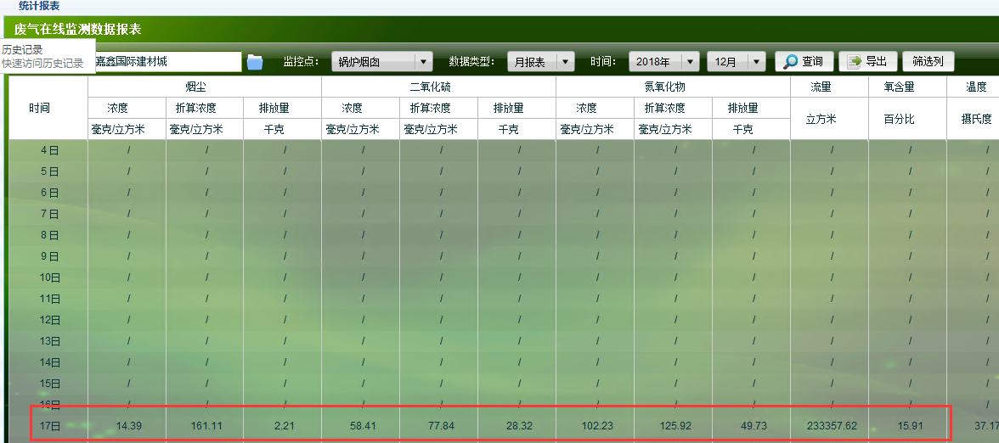 统计报表
废气在线监测数据报表
历史记录
快速访问历史记录
嘉鑫国际建材城 监控点： 锅炉烟囱 数据类型： 月报表 时间： 2018年 12月 查询 导出 筛选列
时间 烟尘 二氧化硫 氮氧化物 流量 氧含量 温度
浓度 折算浓度 排放量 浓度 折算浓度 排放量 浓度 折算浓度 排放量 立方米 百分比 摄氏度
毫克/立方米 毫克/立方米 千克 毫克/立方米 毫克/立方米 千克 毫克/立方米 毫克/立方米 千克
4日 / / / / / / / / / / / /
5日 / / / / / / / / / / / /
6日 / / / / / / / / / / / /
7日 / / / / / / / / / / / /
8日 / / / / / / / / / / / /
9日 / / / / / / / / / / / /
10日 / / / / / / / / / / / /
11日 / / / / / / / / / / / /
12日 / / / / / / / / / / / /
13日 / / / / / / / / / / / /
14日 / / / / / / / / / / / /
15日 / / / / / / / / / / / /
16日 / / / / / / / / / / / /
17日 14.39 161.11 2.21 58.41 77.84 28.32 102.23 125.92 49.73 233357.62 15.91 37.17